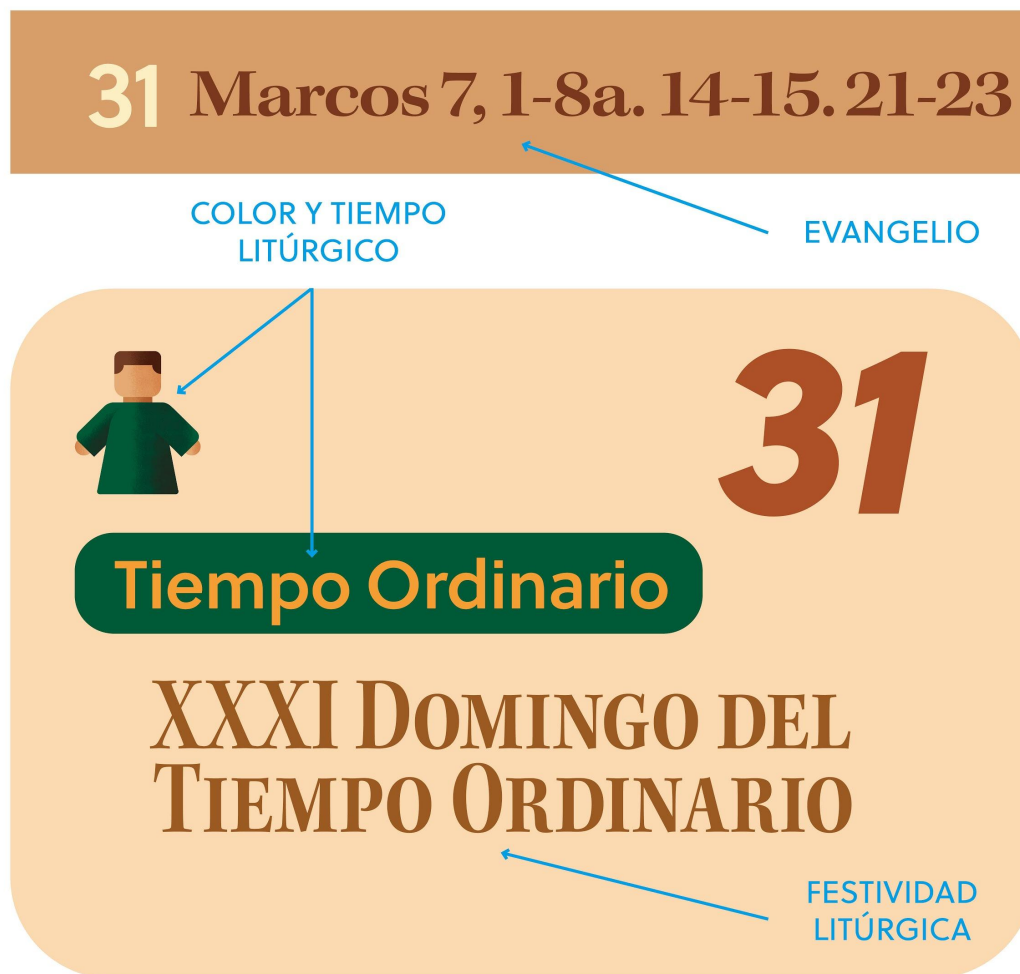 31 Marcos 7, 1-8a. 14-15. 21-23
COLOR Y TIEMPO
LITÚRGICO
EVANGELIO
31
Tiempo Ordinario
XXXI DOMINGO DEL
TIEMPO ORDINARIO
FESTIVIDAD
LITÚRGICA